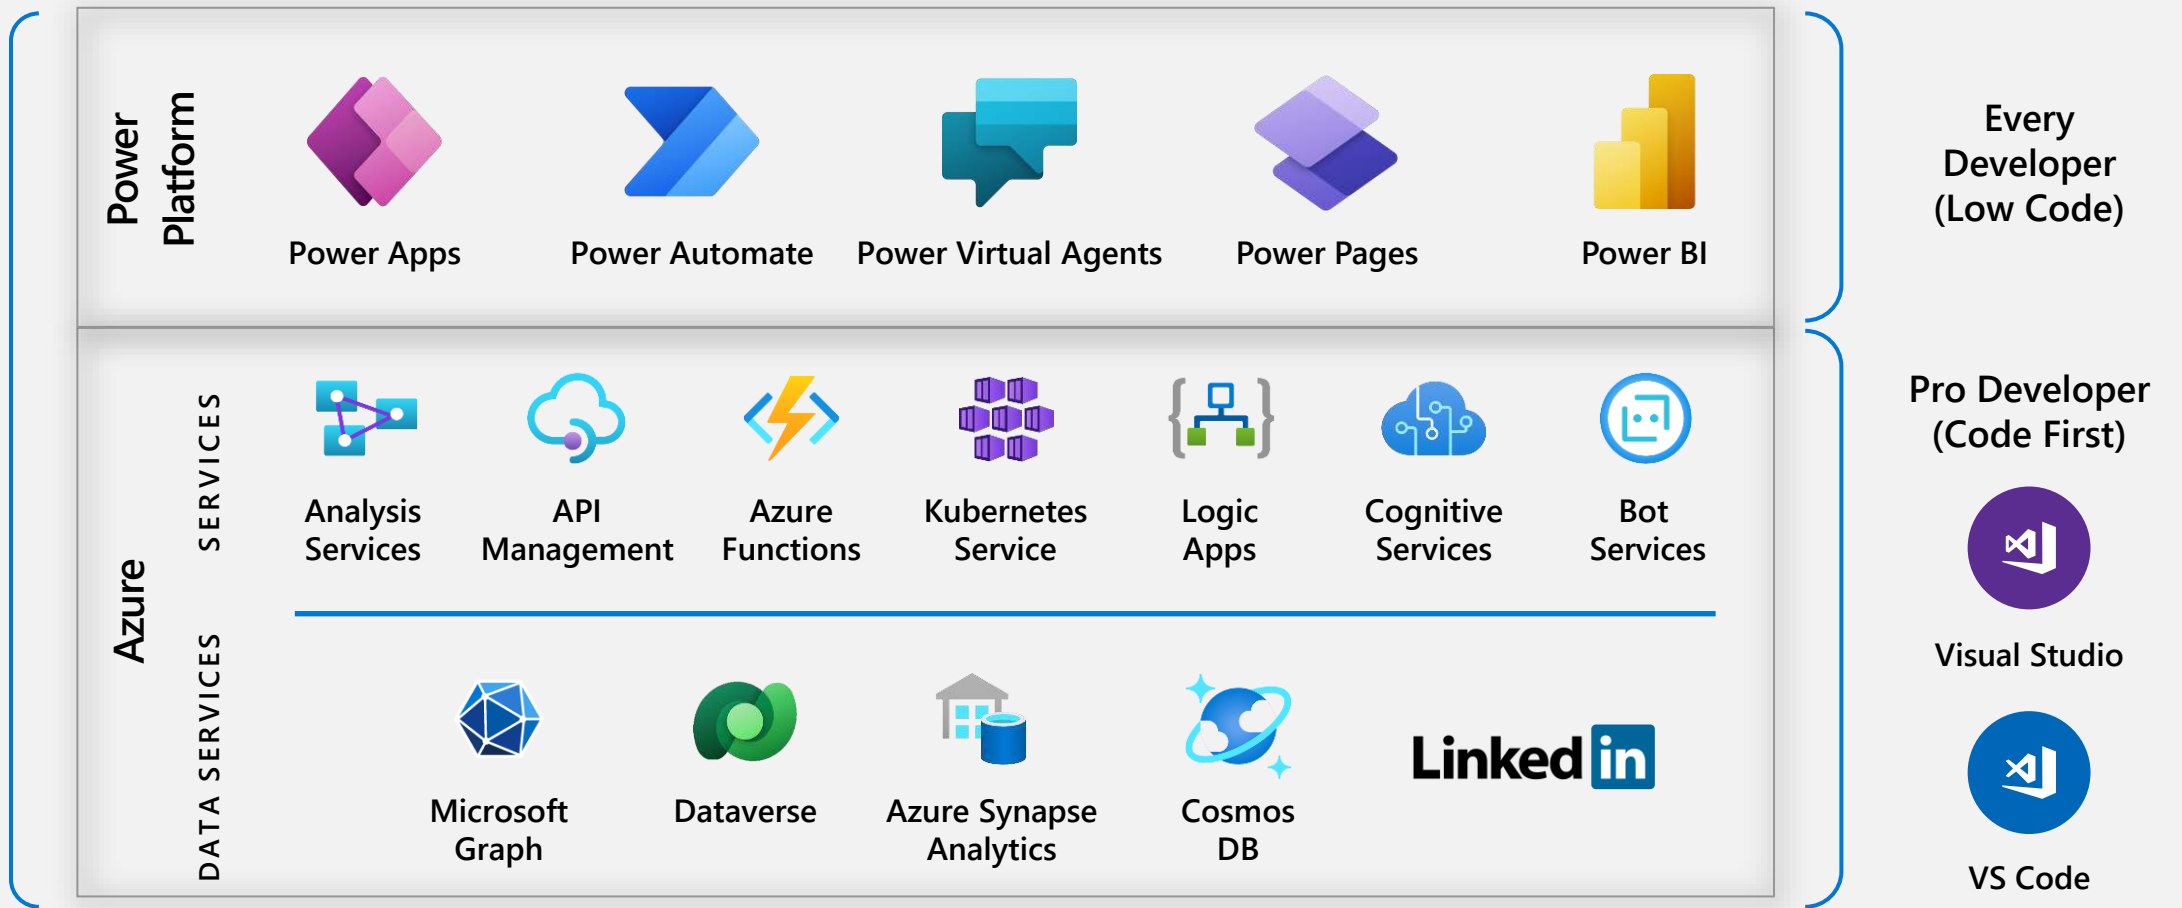 Power
Platform
Power Apps
Power Automate
Power Virtual Agents
Power Pages
Power BI
Every
Developer
(Low Code)
Azure
SERVICES
Analysis
Services
API
Management
Azure
Functions
Kubernetes
Service
Logic
Apps
Cognitive
Services
Bot
Services
DATA SERVICES
Microsoft
Graph
Dataverse
Azure Synapse
Analytics
Cosmos
DB
Linked in
Pro Developer
(Code First)
Visual Studio
VS Code